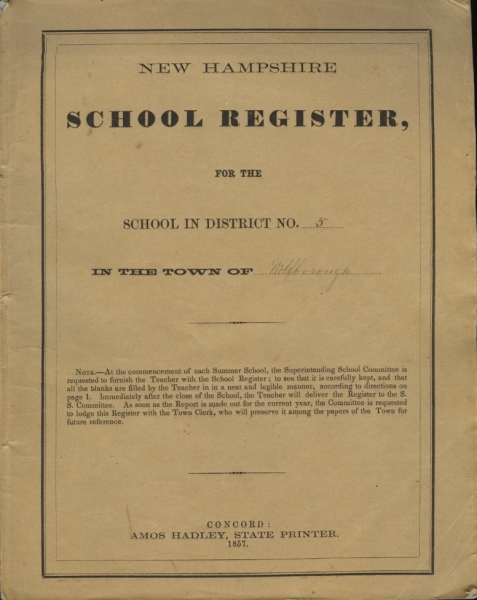 NEW HAMPSHIRE
SCHOOL REGISTER,
FOR THE
SCHOOL IN DISTRICT NO. 5
IN THE TOWN OF Wolfborough
NOTE.—At the commencement of each Summer School, the Superintending School Committee is
requested to furnish the Teacher with the School Register; to see that it is carefully kept, and that
all the blanks are filled by the Teacher in in a neat and legible manner, according to directions on
page 1. Immediately after the close of the School, the Teacher will deliver the Register to the S.
S. Committee. As soon as the Report is made out for the current year, the Committee is requested
to lodge this Register with the Town Clerk, who will preserve it among the papers of the Town for
future reference.
CONCORD:
AMOS HADLEY, STATE PRINTER.
1857.